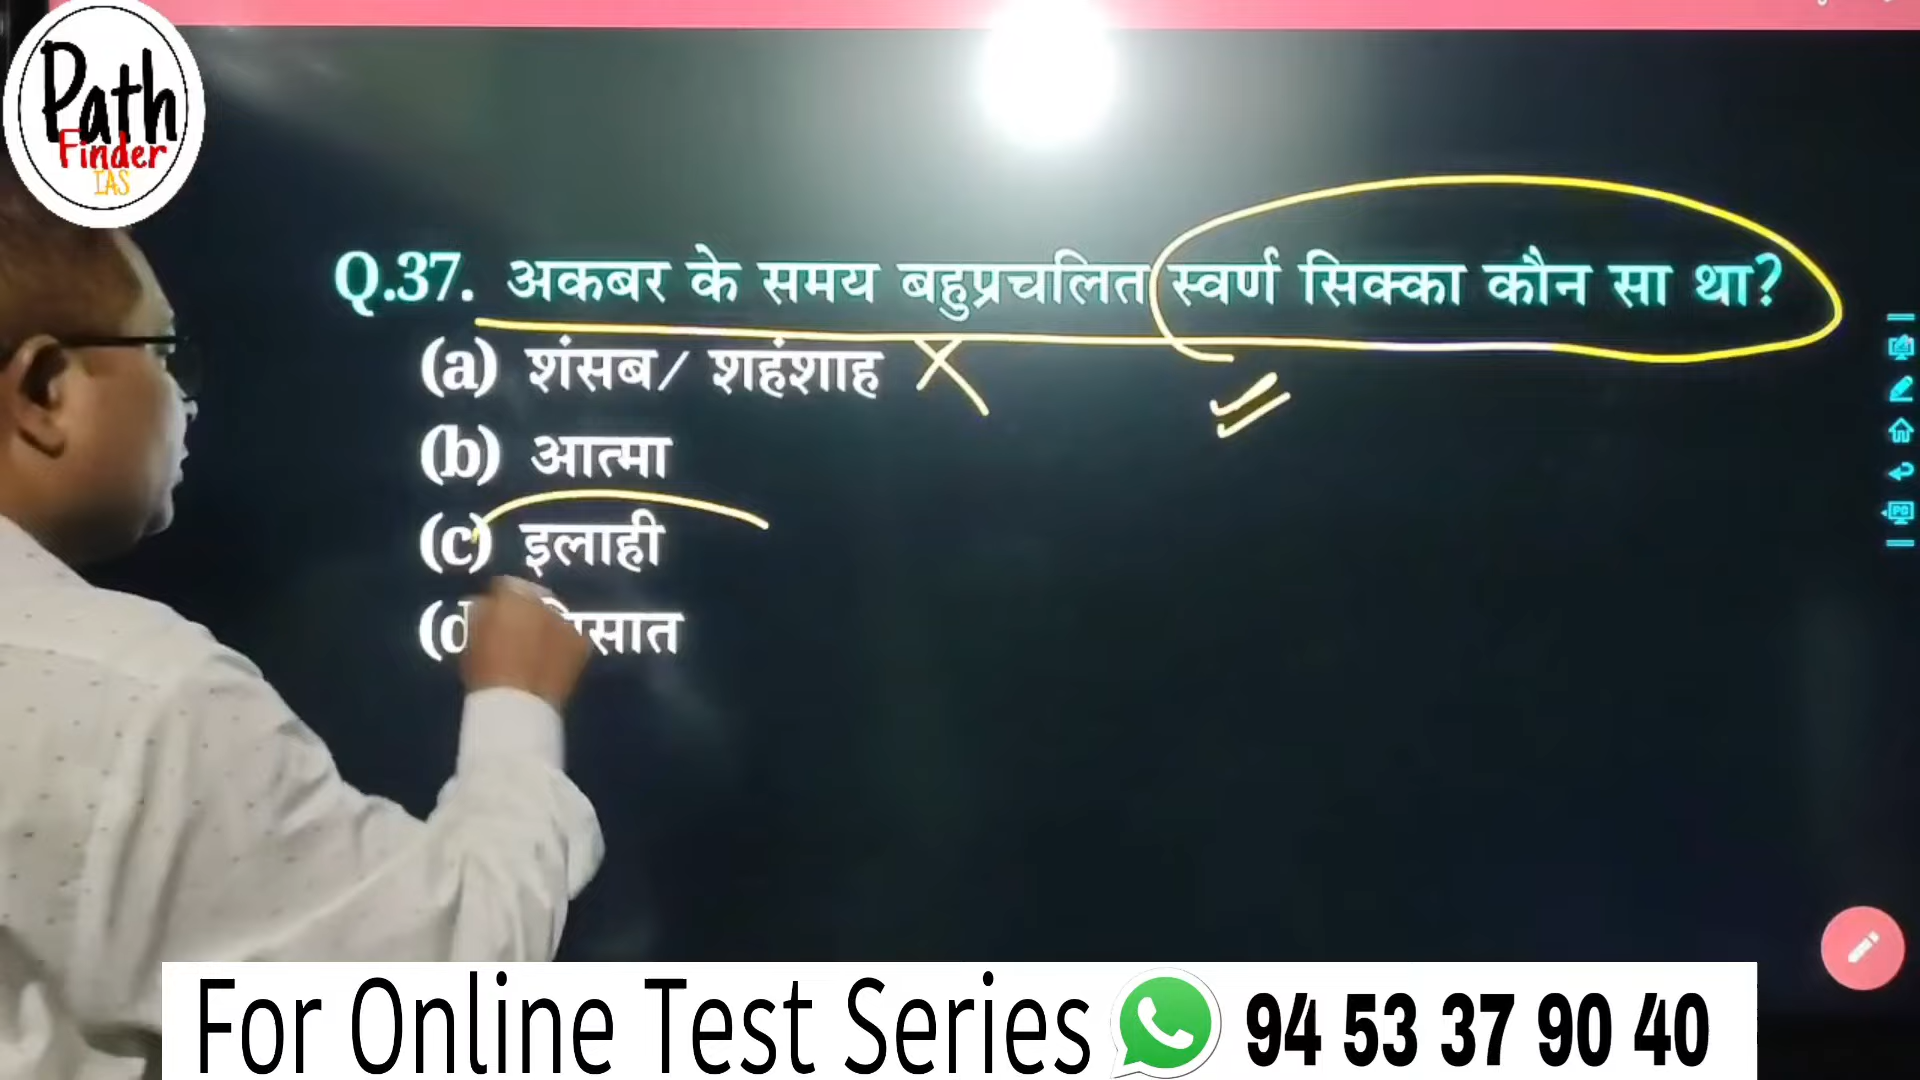 Path
Finder
IAS
Q.37. अकबर के समय बहुप्रचलित स्वर्ण सिक्का कौन सा था?
(a) शंसब/ शहंशाह
(b) आत्मा
(c) इलाही
(d
For Online Test Series 94 53 37 90 40